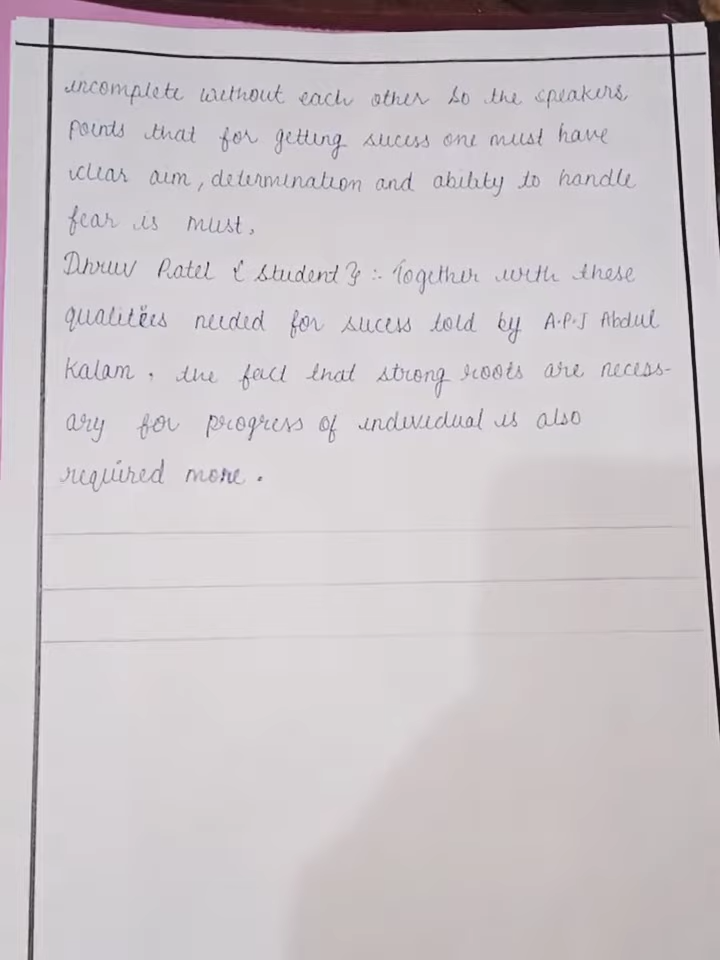 incomplete without each other so the speakers
points that for getting sucess one must have
clear aim, determination and ability to handle
fear is must,
Dhruv Patel { Student } :- Together with these
qualities needed for sucess told by A.P.J Abdul
Kalam, the fact that strong roots are necess-
ary for progress of individual is also
required more.